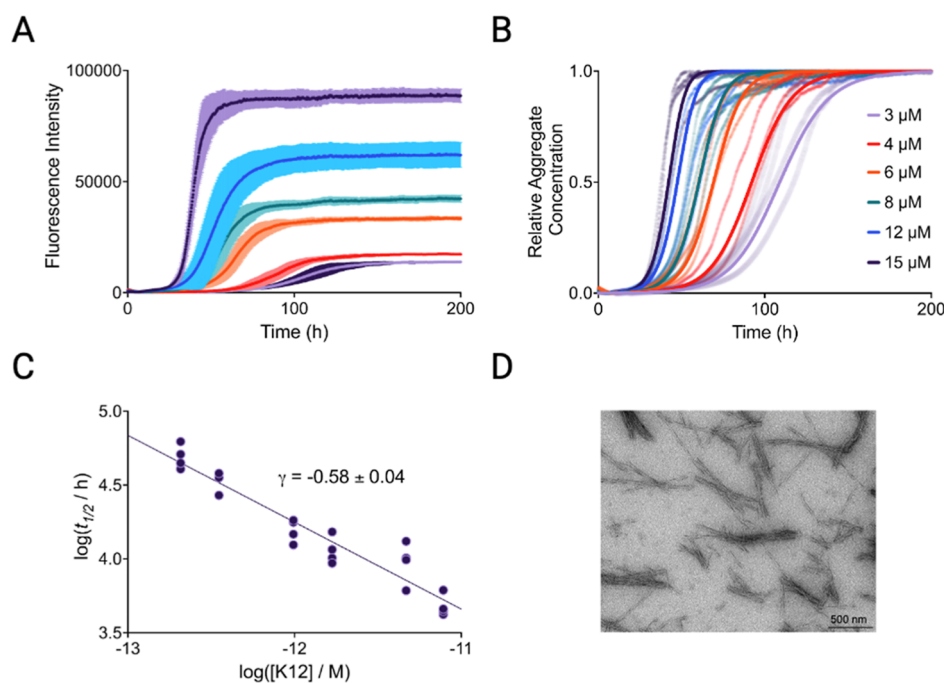 A
Fluorescence Intensity
100000
50000
0
0
100
200
Time (h)
B
Relative Aggregate
Concentration
1.0
0.5
0.0
0
100
200
Time (h)
3 µM
4 µM
6 µM
8 µM
12 µM
15 µM
C
log(t1/2 / h)
5.0
4.5
4.0
3.5
γ = -0.58 ± 0.04
-13
-12
-11
log([K12] / M)
D
500 nm